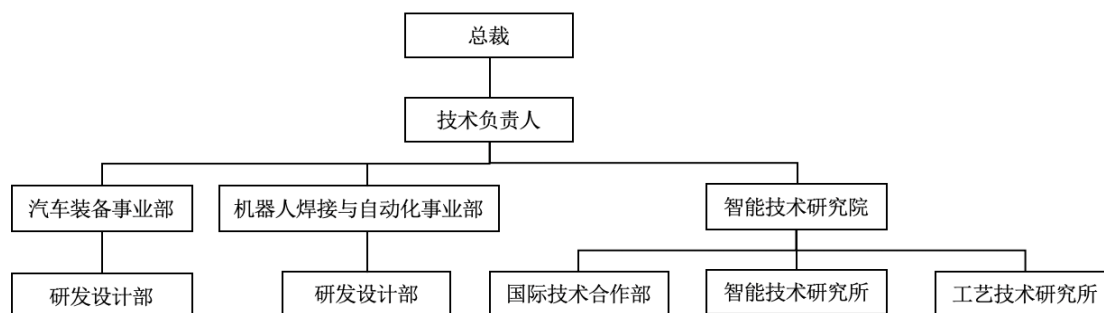 总裁
技术负责人
汽车装备事业部
机器人焊接与自动化事业部
智能技术研究院
研发设计部
研发设计部
国际技术合作部
智能技术研究所
工艺技术研究所